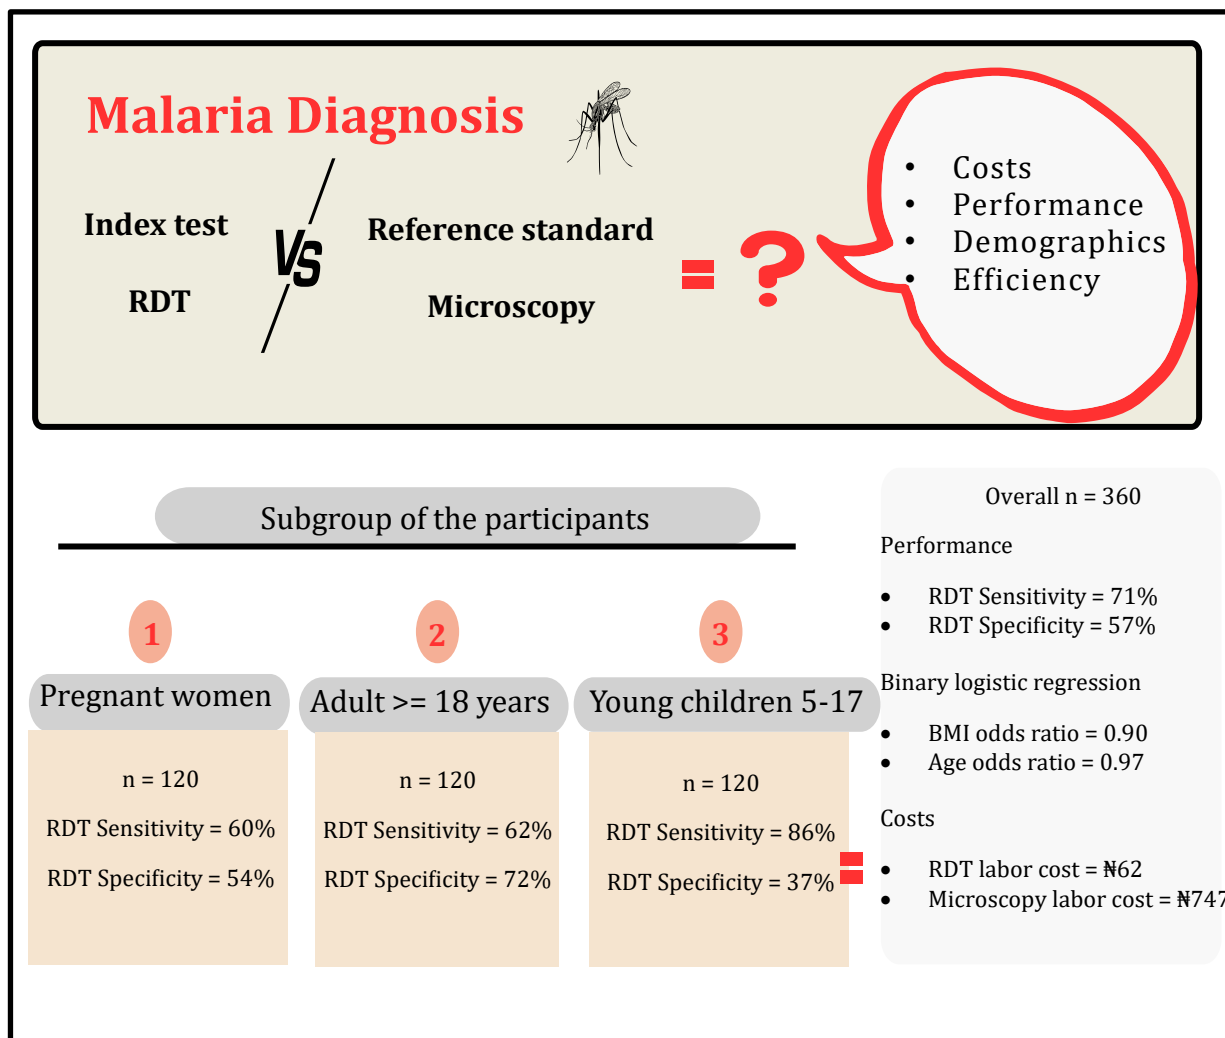 Malaria Diagnosis
Index test
RDT
VS
Reference standard
Microscopy
= ?
• Costs
• Performance
• Demographics
• Efficiency
Subgroup of the participants
1
Pregnant women
n = 120
RDT Sensitivity = 60%
RDT Specificity = 54%
2
Adult >= 18 years
n = 120
RDT Sensitivity = 62%
RDT Specificity = 72%
3
Young children 5-17
n = 120
RDT Sensitivity = 86%
RDT Specificity = 37%
=
Overall n = 360
Performance
• RDT Sensitivity = 71%
• RDT Specificity = 57%
Binary logistic regression
• BMI odds ratio = 0.90
• Age odds ratio = 0.97
Costs
• RDT labor cost = ₦62
• Microscopy labor cost = ₦747